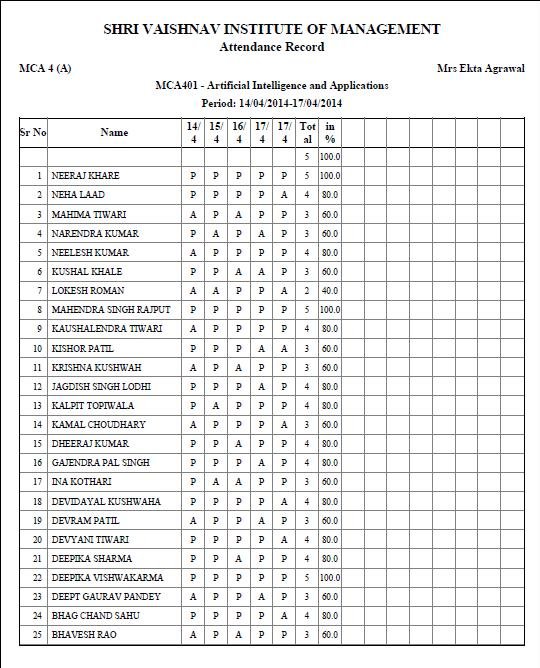 SHRI VAISHNAV INSTITUTE OF MANAGEMENT
Attendance Record
MCA 4 (A) Mrs Ekta Agrawal
MCA401 - Artificial Intelligence and Applications
Period: 14/04/2014-17/04/2014
Sr No Name 14/4 15/4 16/4 17/4 17/4 Total in %
5 100.0
1 NEERAJ KHARE P P P P P 5 100.0
2 NEHA LAAD P P P P A 4 80.0
3 MAHIMA TIWARI A P A P P 3 60.0
4 NARENDRA KUMAR P A P A P 3 60.0
5 NEELESH KUMAR A P P P P 4 80.0
6 KUSHAL KHALE P P A A P 3 60.0
7 LOKESH ROMAN A A P P A 2 40.0
8 MAHENDRA SINGH RAJPUT P P P P P 5 100.0
9 KAUSHALENDRA TIWARI A P P P P 4 80.0
10 KISHOR PATIL P P P A A 3 60.0
11 KRISHNA KUSHWAH A P A P P 3 60.0
12 JAGDISH SINGH LODHI P P P A P 4 80.0
13 KALPIT TOPIWALA P A P P P 4 80.0
14 KAMAL CHOUDHARY A P P P A 3 60.0
15 DHEERAJ KUMAR P P A P P 4 80.0
16 GAJENDRA PAL SINGH P P P A P 4 80.0
17 INA KOTHARI P A A P P 3 60.0
18 DEVIDAYAL KUSHWAHA P P P P A 4 80.0
19 DEVRAM PATIL A P P A P 3 60.0
20 DEVYANI TIWARI P P P P A 4 80.0
21 DEEPIKA SHARMA P P A P P 4 80.0
22 DEEPIKA VISHWAKARMA P P P P P 5 100.0
23 DEEPT GAURAV PANDEY A P P A P 3 60.0
24 BHAG CHAND SAHU P P P P A 4 80.0
25 BHAVESH RAO A P A P P 3 60.0